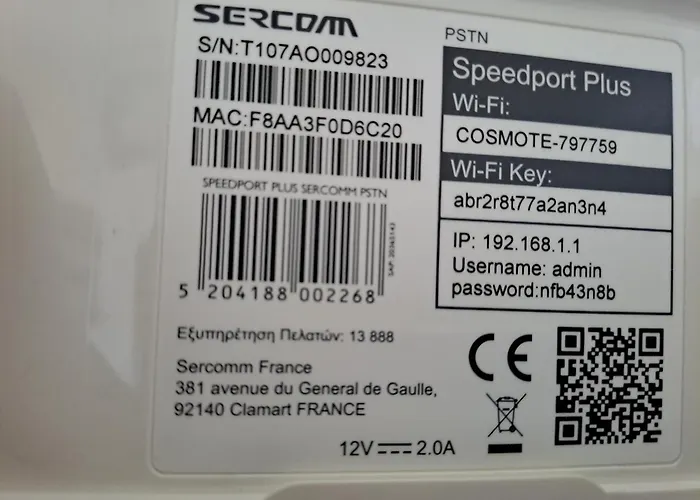 SERCOMM
S/N:T107AO009823
MAC:F8AA3F0D6C20
SPEEDPORT PLUS SERCOMM PSTN
SAP: 20363143
5 204188 002268
PSTN
Speedport Plus
Wi-Fi:
COSMOTE-797759
Wi-Fi Key:
abr2r8t77a2an3n4
IP: 192.168.1.1
Username: admin
password:nfb43n8b
Εξυπηρέτηση Πελατών: 13 888
Sercomm France
381 avenue du General de Gaulle,
92140 Clamart FRANCE
CE
12V 2.0A